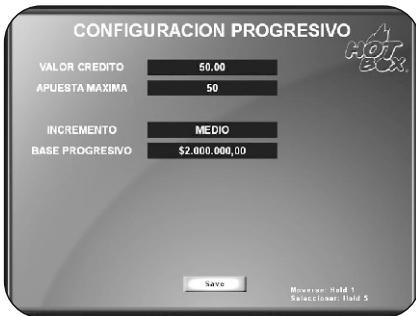 CONFIGURACION PROGRESIVO
HOT BOX
VALOR CREDITO 50.00
APUESTA MAXIMA 50
INCREMENTO MEDIO
BASE PROGRESIVO $2.000.000,00
Save
Moverse: Hold 1
Seleccionar: Hold 5